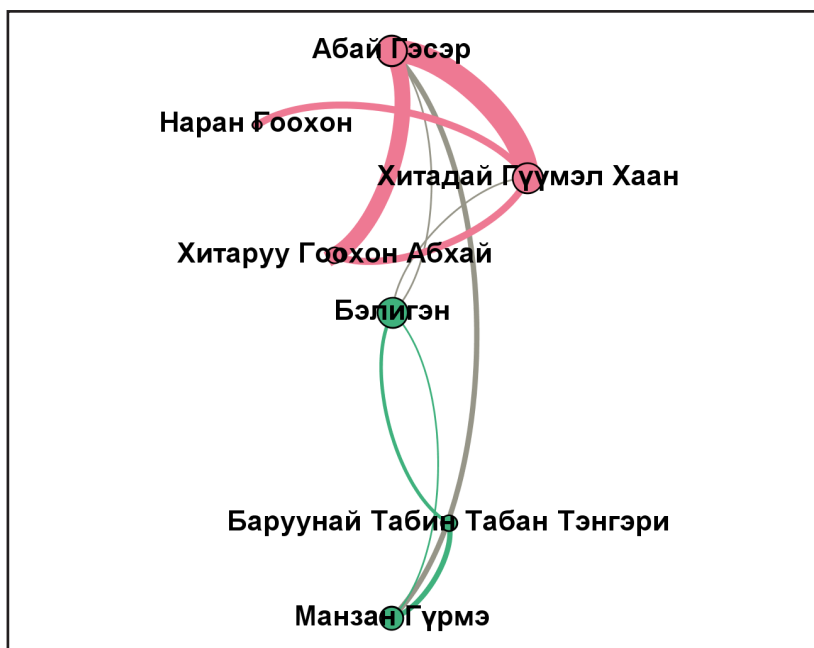 Абай Гэсэр
Наран Гоохон
Хитадай Гүүмэл Хаан
Хитаруу Гоохон Абхай
Бэлигэн
Баруунай Табин Табан Тэнгэри
Манзан Гүрмэ